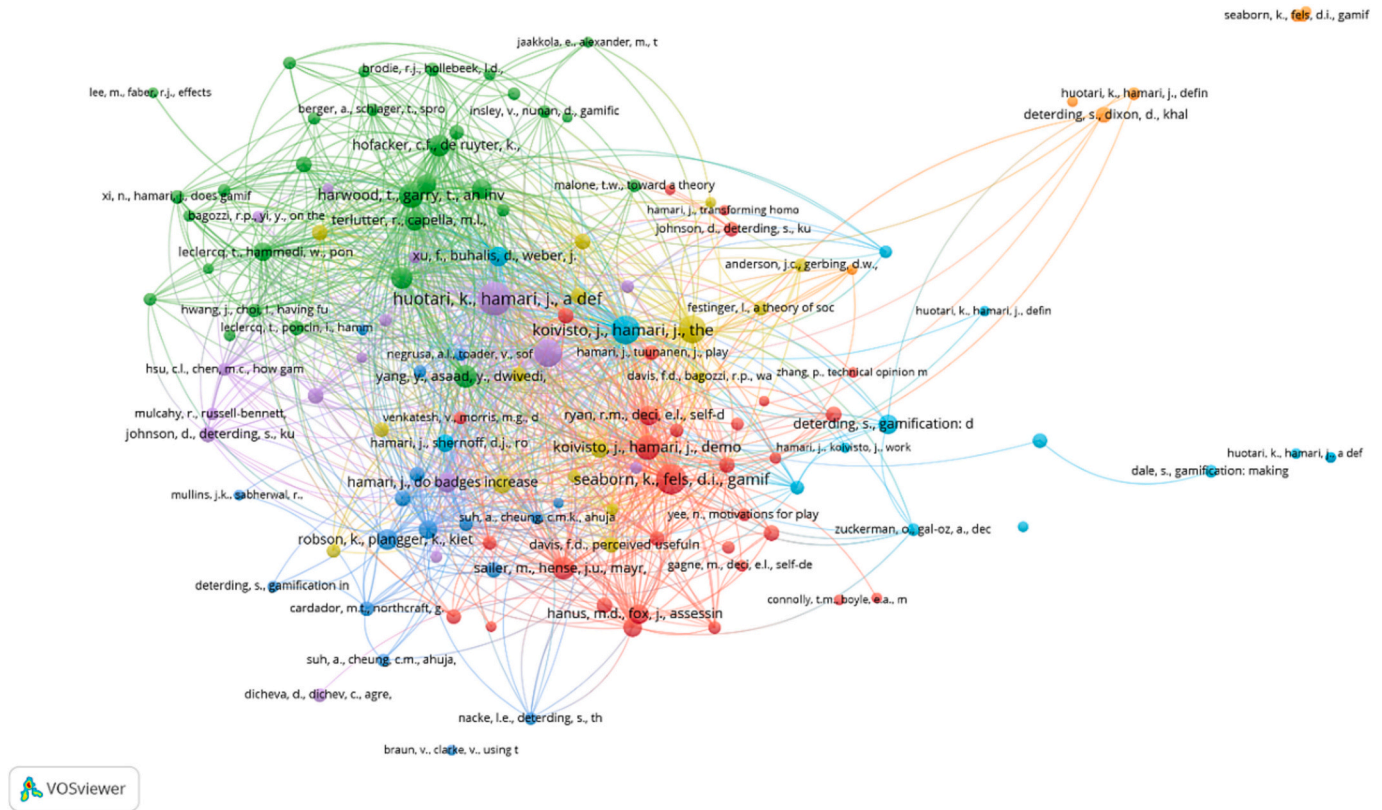 seaborn, k., fels, d.i., gamif
jaakkola, e., alexander, m., t
brodie, r.j., hollebeek, l.d.,
lee, m., faber, r.j., effects
huotari, k., hamari, j., defin
berger, a., schlager, t., spro
insley, v., nunan, d., gamific
deterding, s., dixon, d., khal
hofacker, c.f., de ruyter, k.,
malone, t.w., toward a theory
xi, n., hamari, j., does gamif
harwood, t., garry, t., an inv
hamari, j., transforming homo
bagozzi, r.p., yi, y., on the
terlutter, r., capella, m.l.,
johnson, d., deterding, s., ku
leclercq, t., hammedi, w., pon
xu, f., buhalis, d., weber, j.
anderson, j.c., gerbing, d.w.,
huotari, k., hamari, j., a def
hwang, j., choi, l., having fu
festinger, l., a theory of soc
huotari, k., hamari, j., defin
leclercq, t., poncin, i., hamm
koivisto, j., hamari, j., the
negrusa, a.l., toader, v., sof
hamari, j., tuunanen, j., play
hsu, c.l., chen, m.c., how gam
yang, y., asaad, y., dwivedi,
davis, f.d., bagozzi, r.p., wa
zhang, p., technical opinion m
mulcahy, r., russell-bennett,
venkatesh, v., morris, m.g., d
ryan, r.m., deci, e.l., self-d
deterding, s., gamification: d
johnson, d., deterding, s., ku
hamari, j., shernoff, d.j., ro
koivisto, j., hamari, j., demo
hamari, j., koivisto, j., work
huotari, k., hamari, j., a def
dale, s., gamification: making
hamari, j., do badges increase
seaborn, k., fels, d.i., gamif
mullins, j.k., sabherwal, r.,
suh, a., cheung, c.m.k., ahuja
yee, n., motivations for play
zuckerman, o., gal-oz, a., dec
robson, k., plangger, k., kiet
davis, f.d., perceived usefuln
sailer, m., hense, j.u., mayr,
gagne, m., deci, e.l., self-de
deterding, s., gamification in
cardador, m.t., northcraft, g.
hanus, m.d., fox, j., assessin
connolly, t.m., boyle, e.a., m
suh, a., cheung, c.m., ahuja,
dicheva, d., dichev, c., agre,
nacke, l.e., deterding, s., th
braun, v., clarke, v., using t
VOSviewer